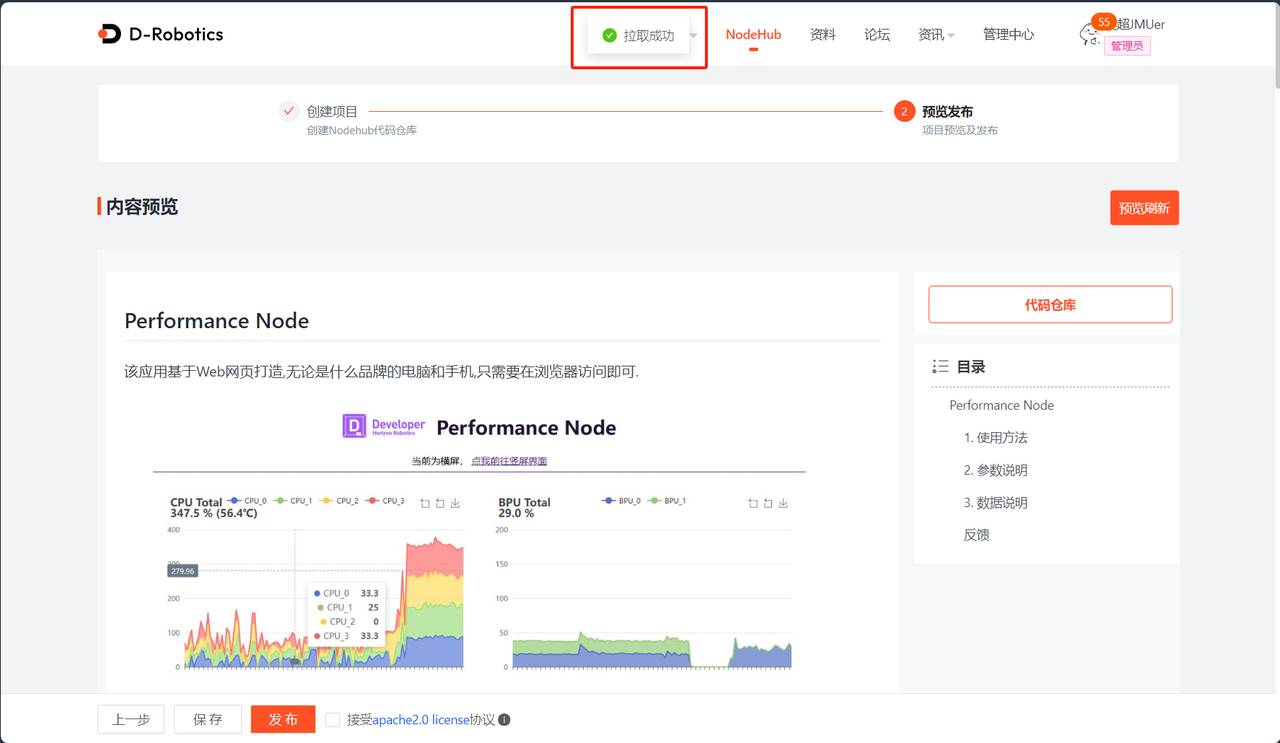 D-Robotics
拉取成功
NodeHub
资料
论坛
资讯
管理中心
55
超JMUer
管理员
创建项目
创建Nodehub代码仓库
2
预览发布
项目预览及发布
内容预览
预览刷新
Performance Node
该应用基于Web网页打造,无论是什么品牌的电脑和手机,只需要在浏览器访问即可.
D Developer
Horizon Robotics
Performance Node
当前为横屏， 点我前往竖屏界面
CPU Total
347.5 % (56.4℃)
CPU_0 CPU_1 CPU_2 CPU_3
400
300
279.96
200
100
0
CPU_0 33.3
CPU_1 25
CPU_2 0
CPU_3 33.3
BPU Total
29.0 %
BPU_0 BPU_1
200
150
100
50
0
代码仓库
目录
Performance Node
1. 使用方法
2. 参数说明
3. 数据说明
反馈
上一步
保 存
发 布
接受apache2.0 license协议